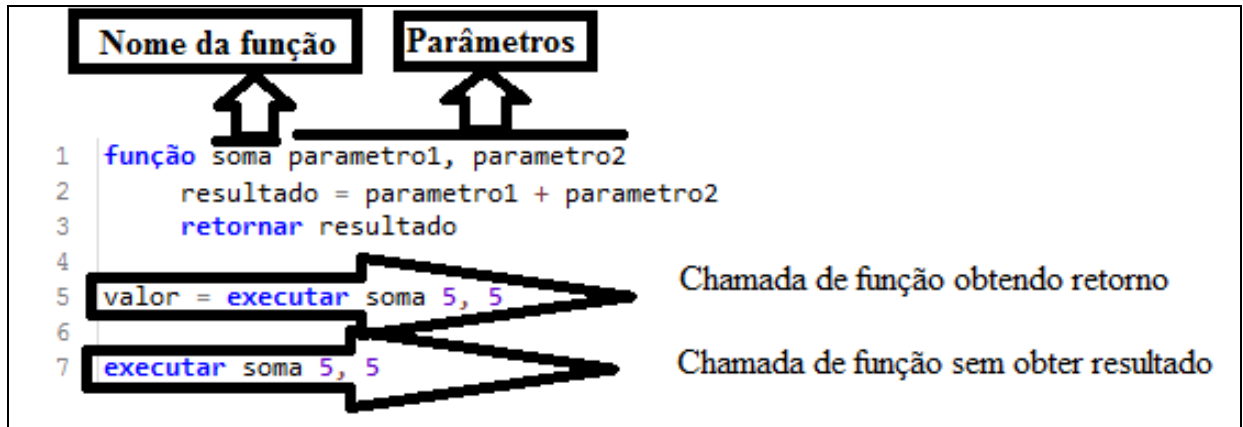 Nome da função
Parâmetros
1 função soma parametro1, parametro2
2 resultado = parametro1 + parametro2
3 retornar resultado
4
5 valor = executar soma 5, 5
Chamada de função obtendo retorno
6
7 executar soma 5, 5
Chamada de função sem obter resultado